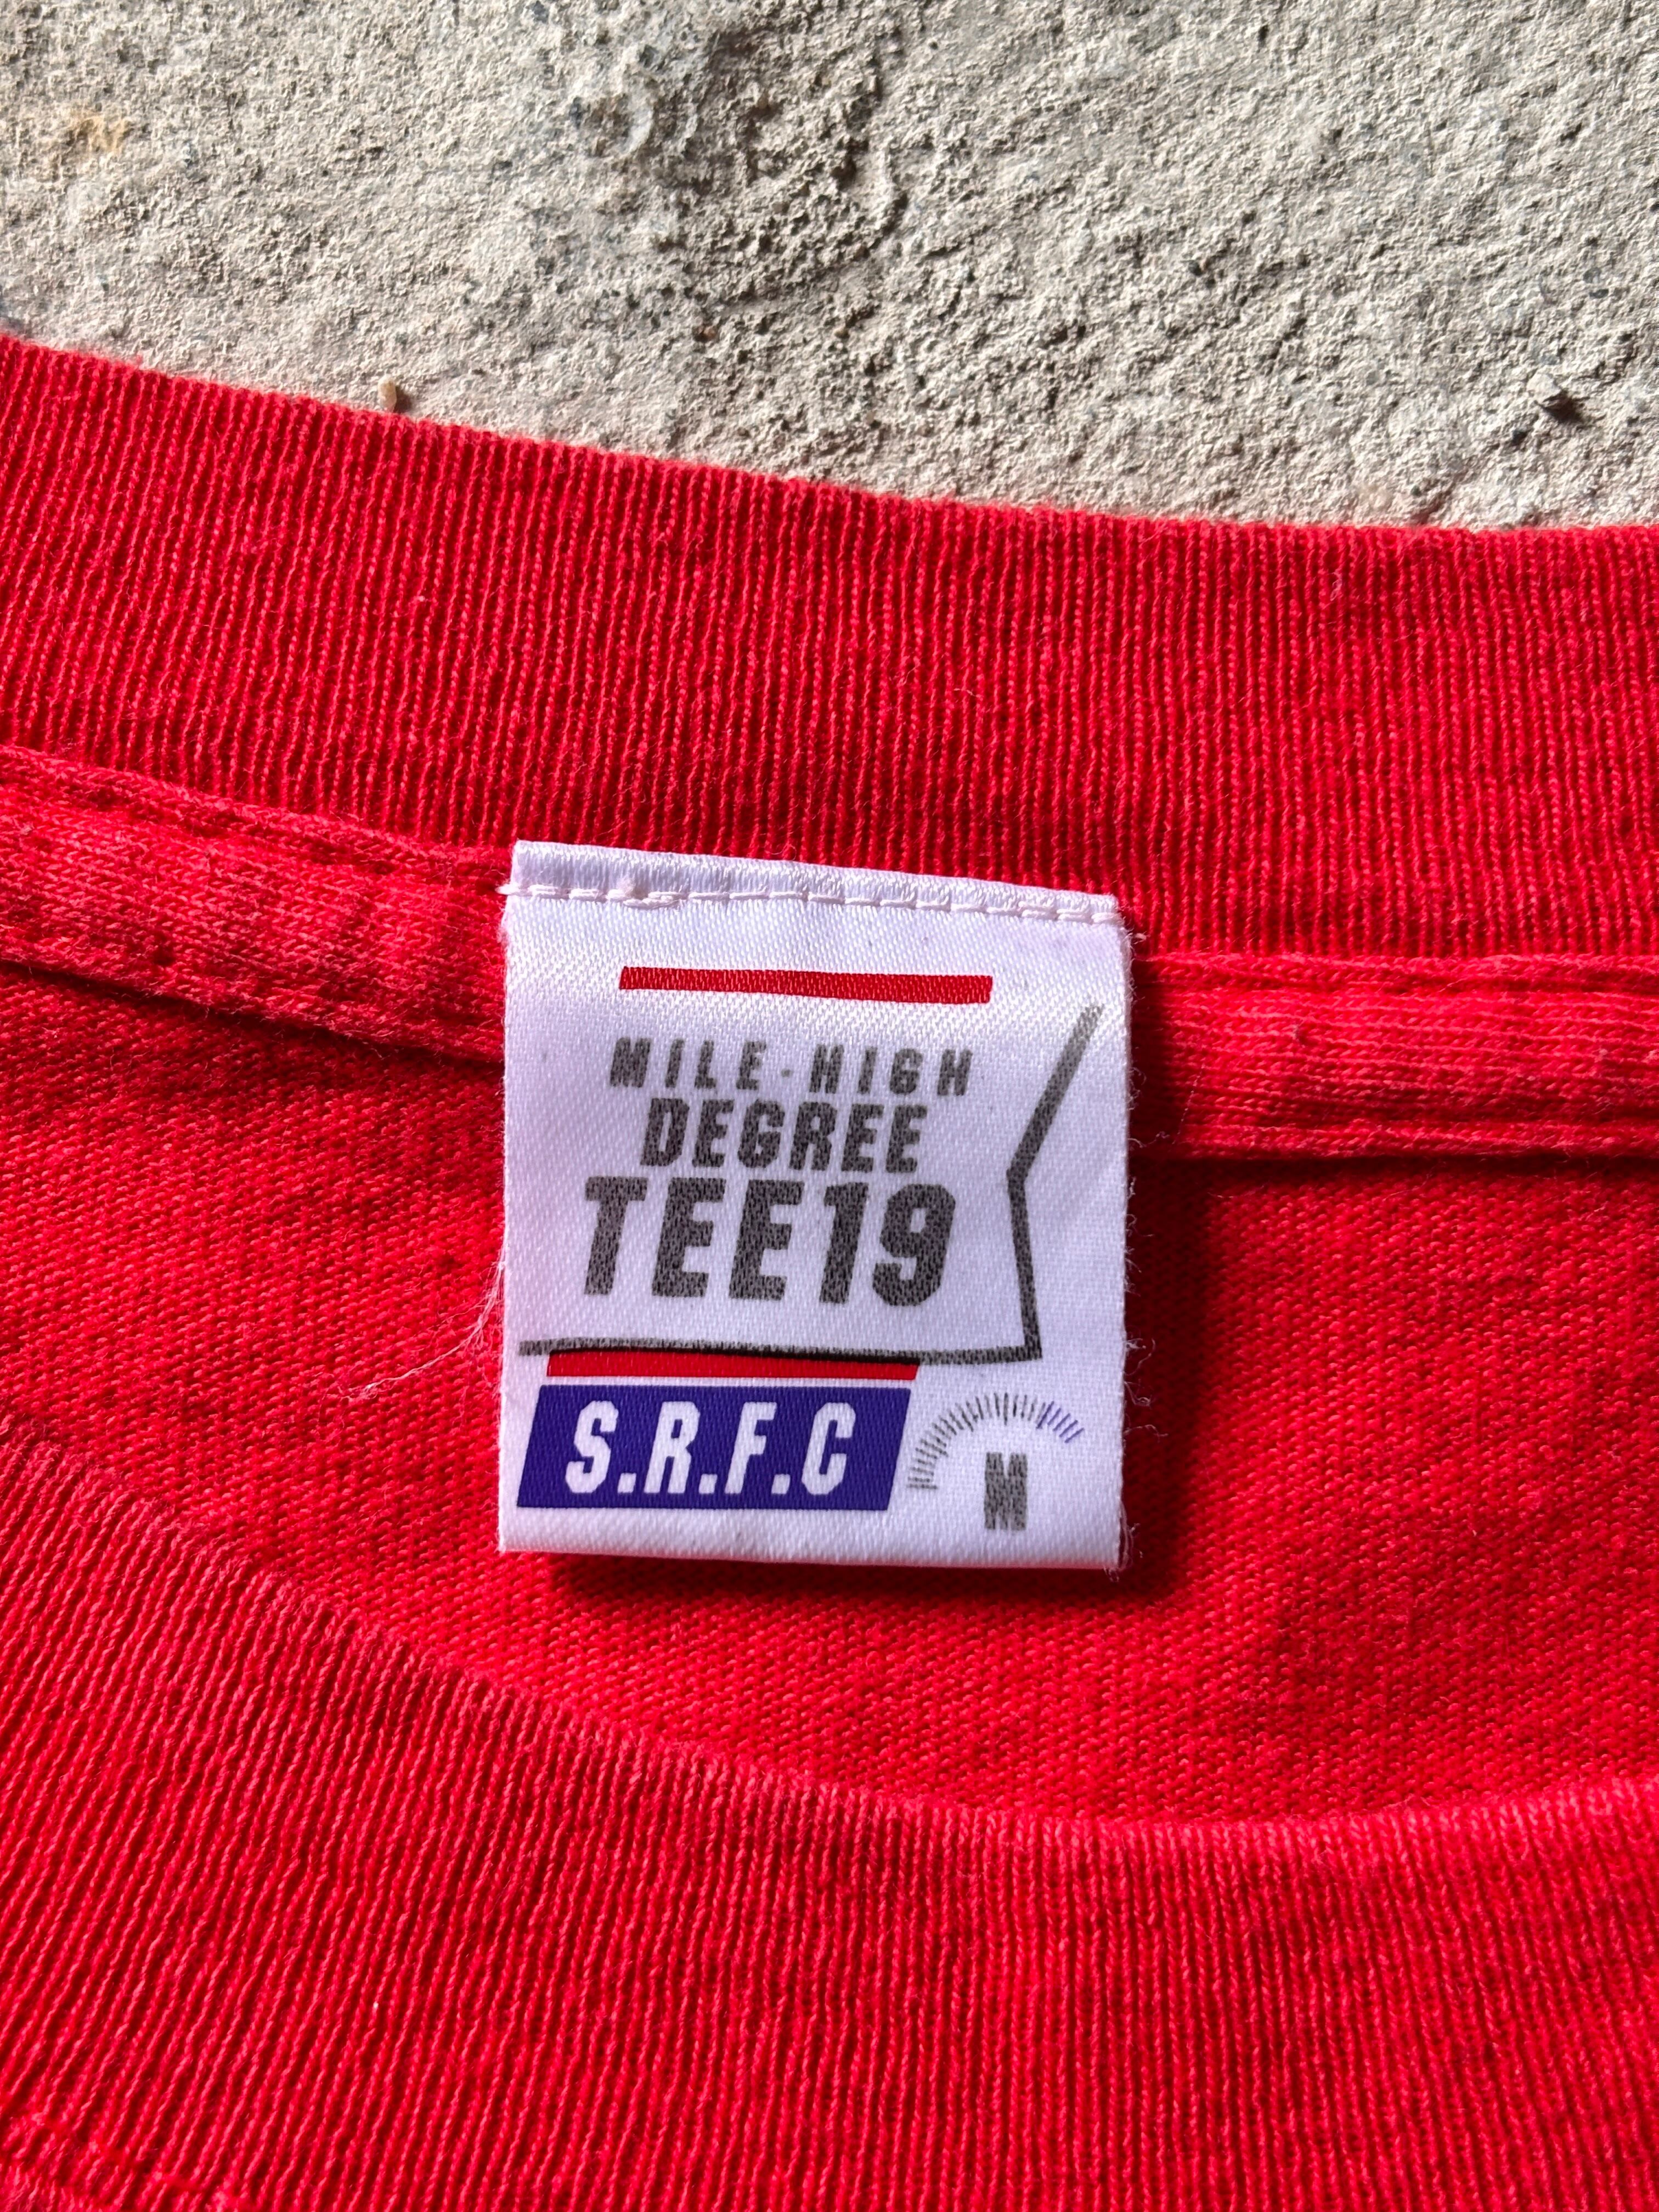 MILE-HIGH
DEGREE
TEE19
S.R.F.C
M